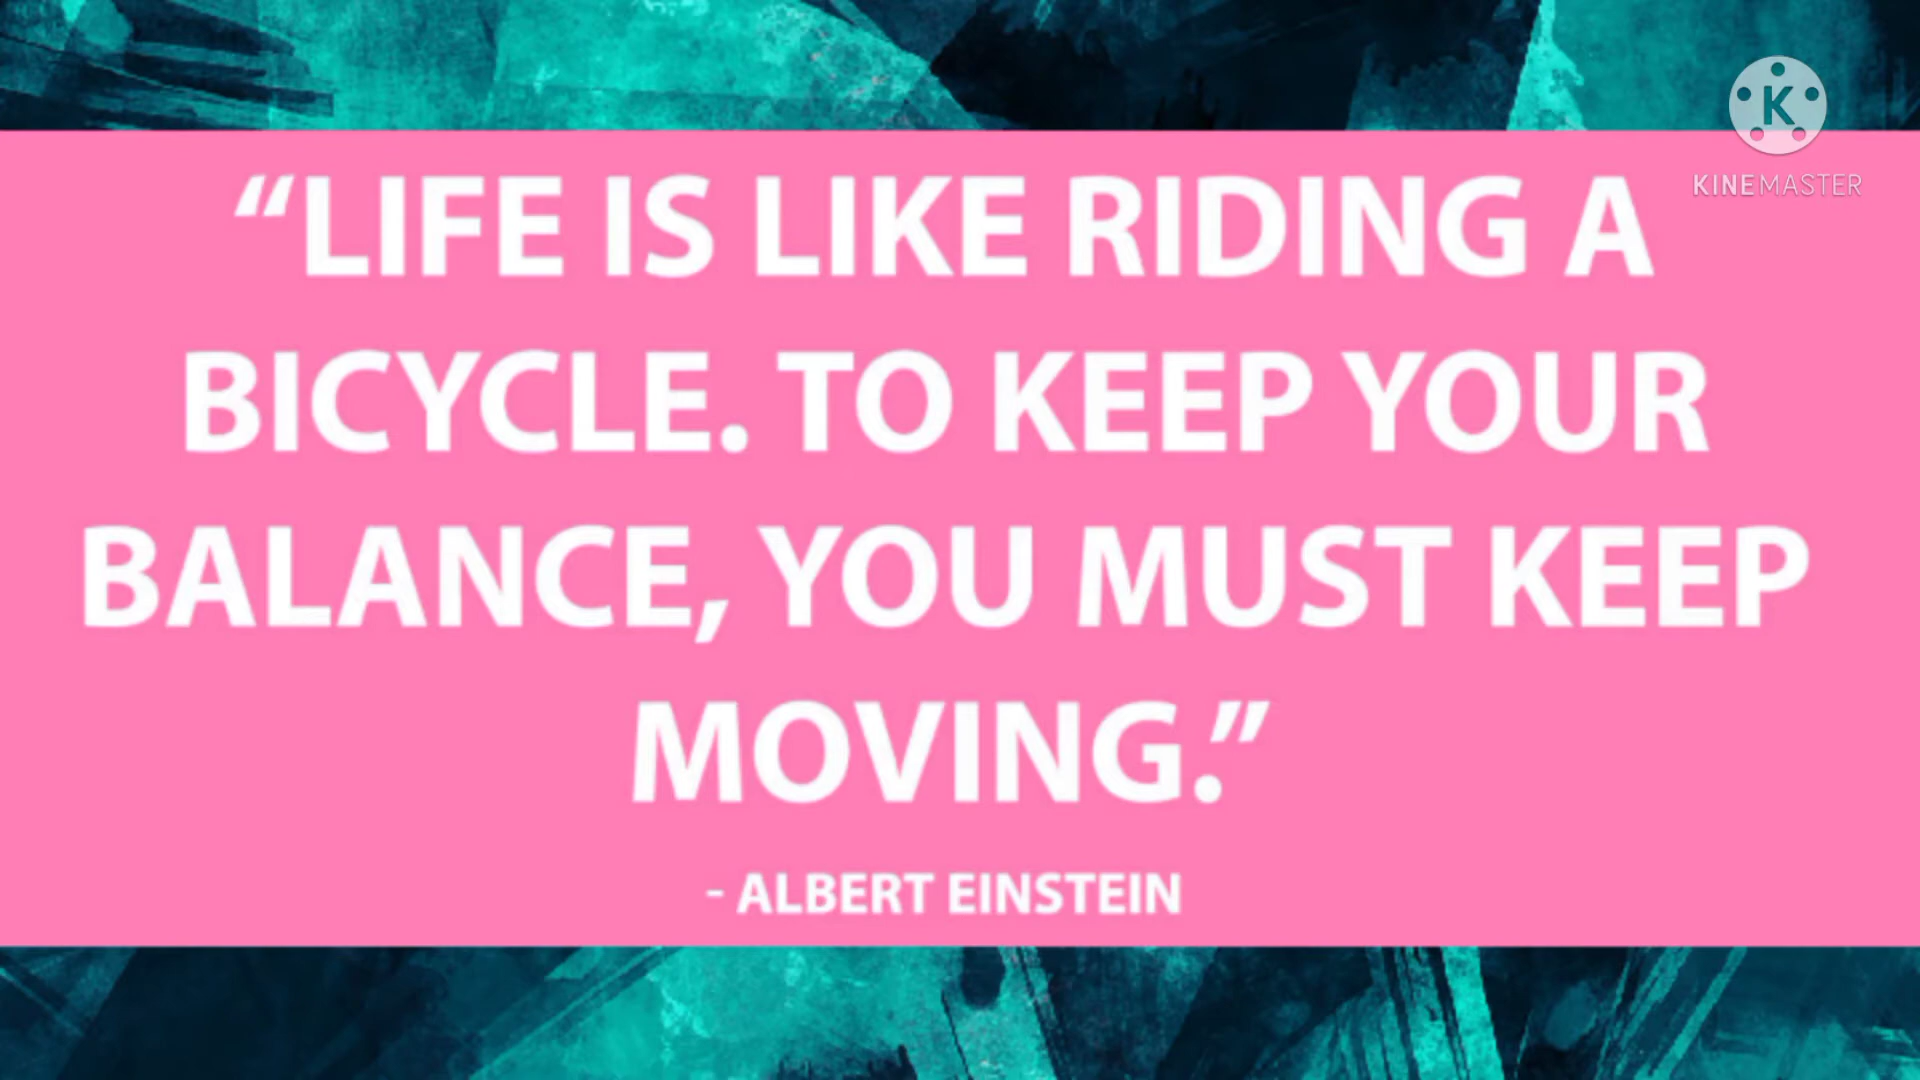 “LIFE IS LIKE RIDING A
BICYCLE. TO KEEP YOUR
BALANCE, YOU MUST KEEP
MOVING.”
- ALBERT EINSTEIN
K
KINEMASTER